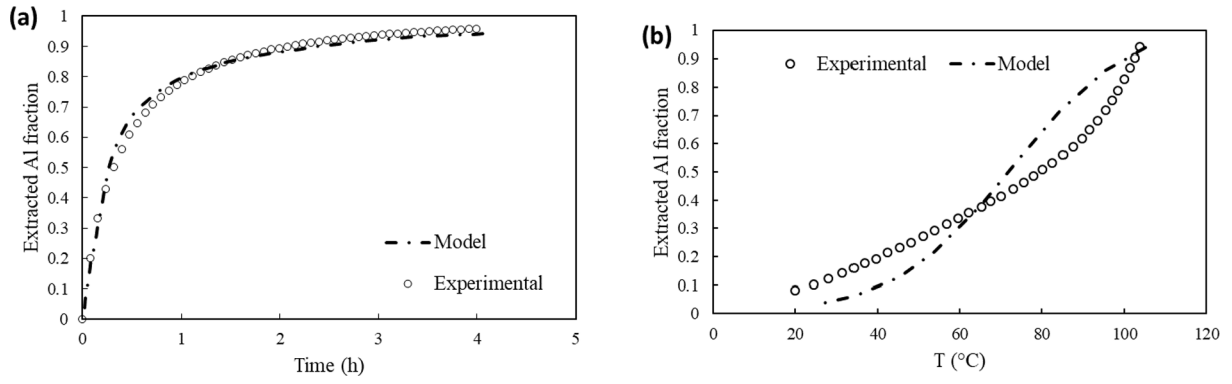 (a)
1
0.9
0.8
0.7
0.6
0.5
0.4
0.3
0.2
0.1
0
Extracted Al fraction
Model
Experimental
0 1 2 3 4 5
Time (h)
(b)
1
0.9
0.8
0.7
0.6
0.5
0.4
0.3
0.2
0.1
0
Extracted Al fraction
Experimental Model
0 20 40 60 80 100 120
T (°C)